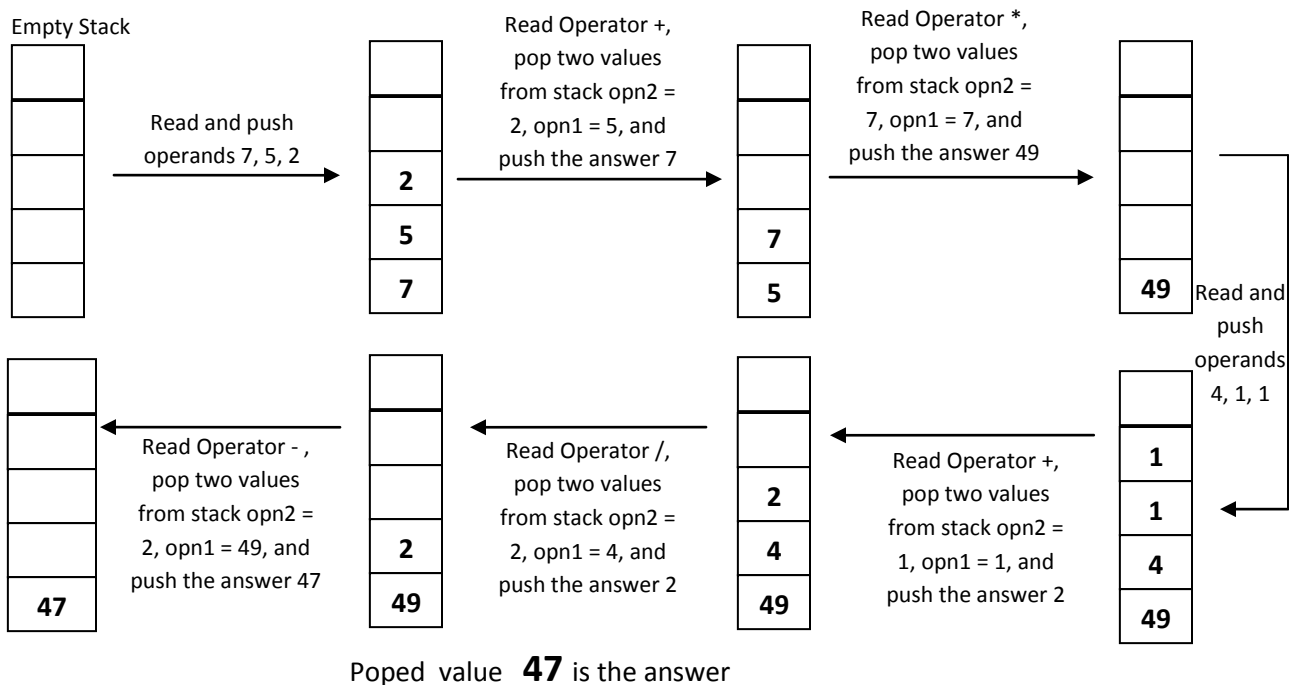 Empty Stack
Read and push
operands 7, 5, 2
2
5
7
Read Operator +,
pop two values
from stack opn2 =
2, opn1 = 5, and
push the answer 7
7
5
Read Operator *,
pop two values
from stack opn2 =
7, opn1 = 7, and
push the answer 49
49
Read and
push
operands
4, 1, 1
1
1
4
49
Read Operator +,
pop two values
from stack opn2 =
1, opn1 = 1, and
push the answer 2
2
4
49
Read Operator /,
pop two values
from stack opn2 =
2, opn1 = 4, and
push the answer 2
2
49
Read Operator - ,
pop two values
from stack opn2 =
2, opn1 = 49, and
push the answer 47
47
Poped value 47 is the answer